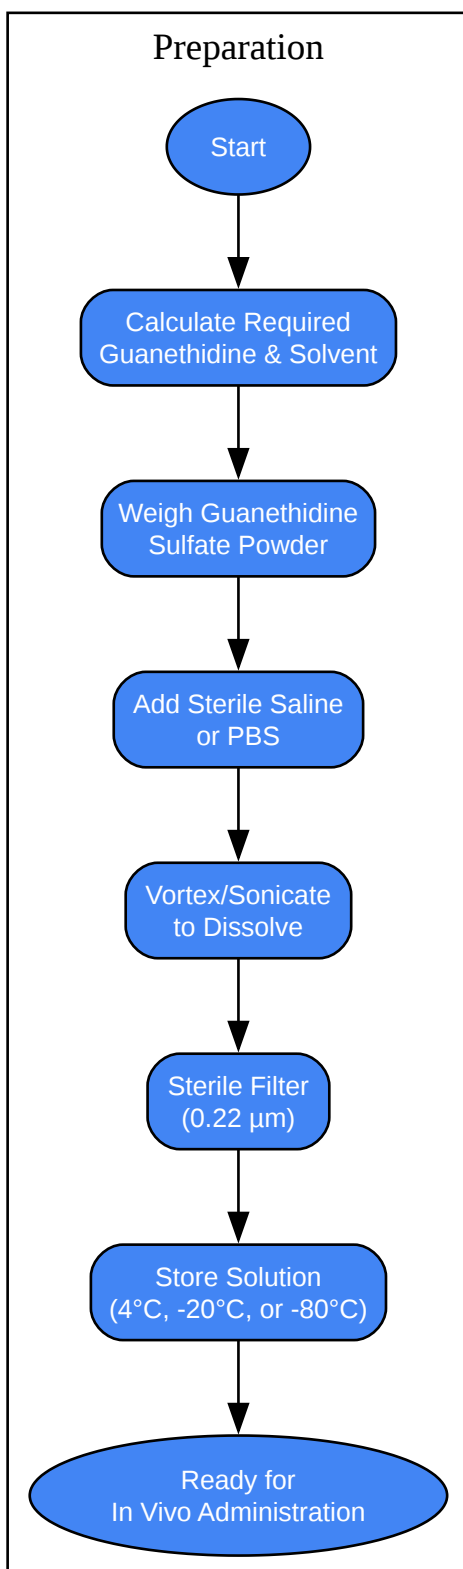 Preparation
Start
Calculate Required
Guanethidine & Solvent
Weigh Guanethidine
Sulfate Powder
Add Sterile Saline
or PBS
Vortex/Sonicate
to Dissolve
Sterile Filter
(0.22 µm)
Store Solution
(4°C, -20°C, or -80°C)
Ready for
In Vivo Administration